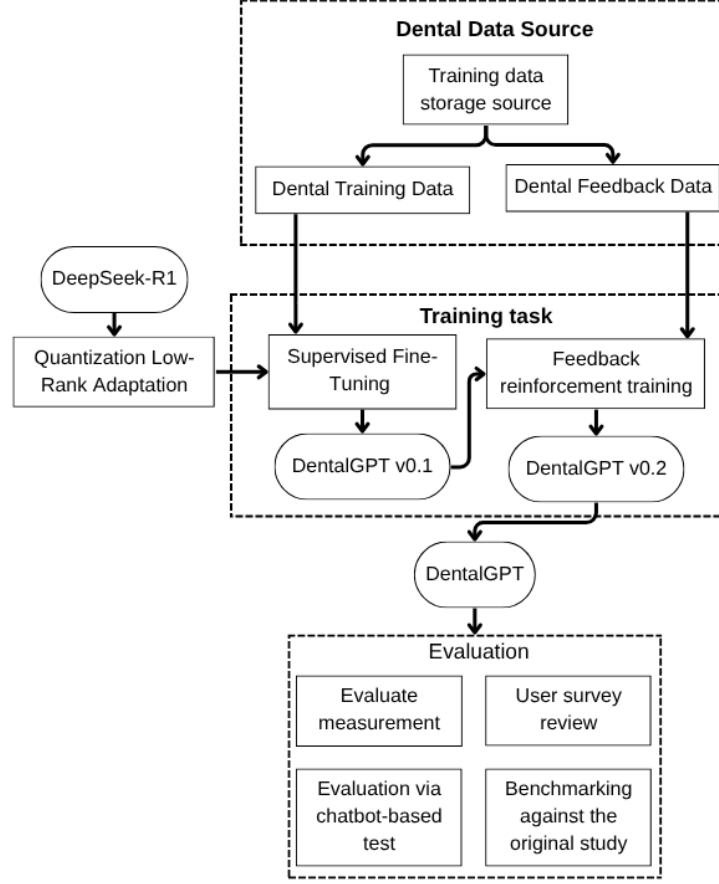 Dental Data Source
Training data
storage source
Dental Training Data
Dental Feedback Data
DeepSeek-R1
Quantization Low-
Rank Adaptation
Training task
Supervised Fine-
Tuning
Feedback
reinforcement training
DentalGPT v0.1
DentalGPT v0.2
DentalGPT
Evaluation
Evaluate
measurement
User survey
review
Evaluation via
chatbot-based
test
Benchmarking
against the
original study